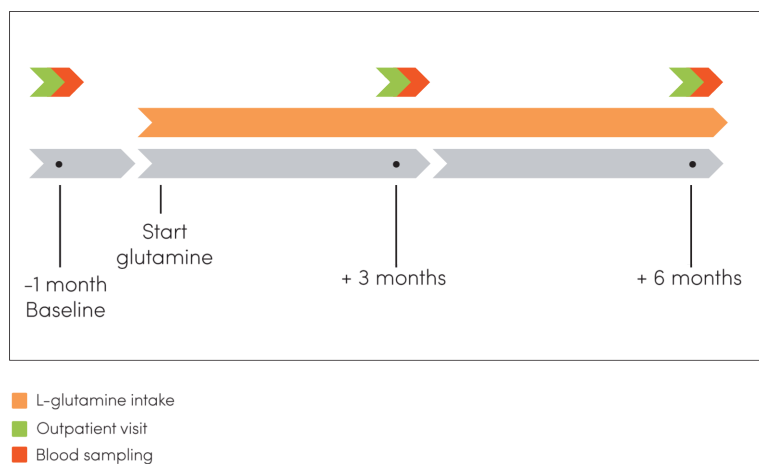 Start
glutamine
-1 month
Baseline
+ 3 months
+ 6 months
L-glutamine intake
Outpatient visit
Blood sampling